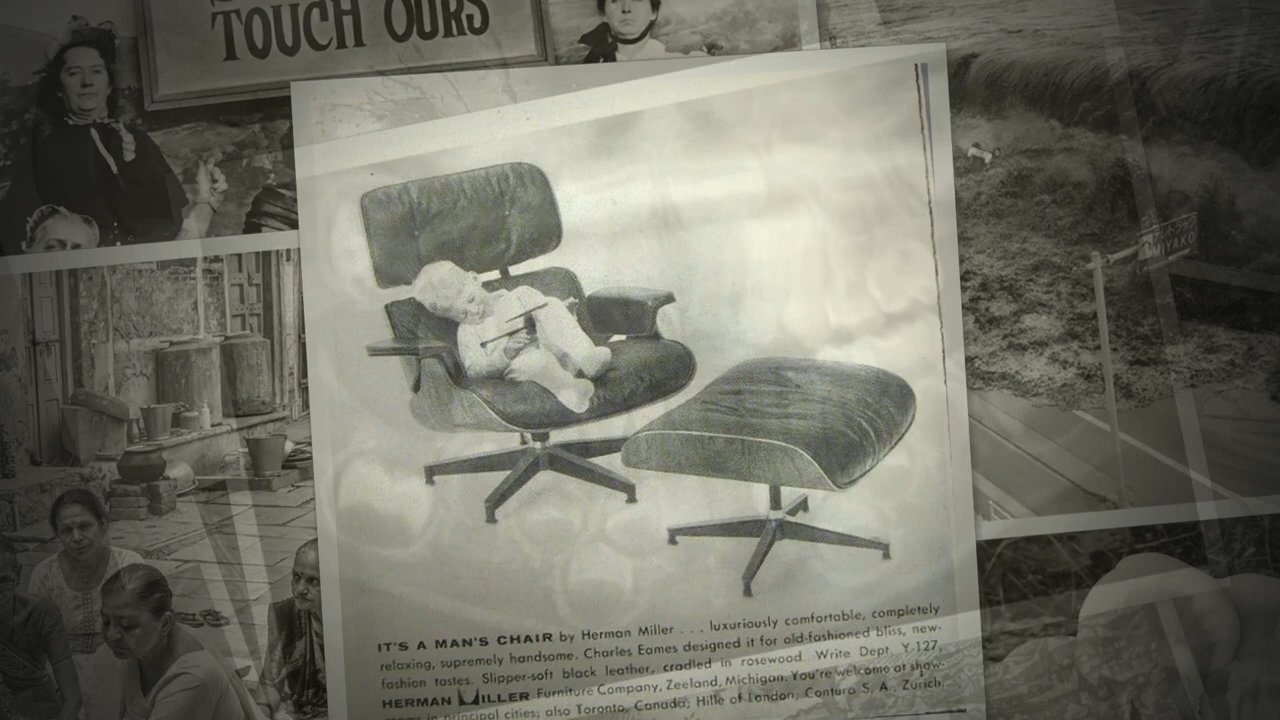 TOUCH OURS
MIYAKO
IT'S A MAN'S CHAIR by Herman Miller . . . luxuriously comfortable, completely
relaxing, supremely handsome. Charles Eames designed it for old-fashioned bliss, new-
fashion tastes. Slipper-soft black leather, cradled in rosewood. Write Dept. Y-127,
HERMAN MILLER Furniture Company, Zeeland, Michigan. You're welcome at show-
in principal cities; also Toronto, Canada; Hille of London; Contura S. A., Zurich.